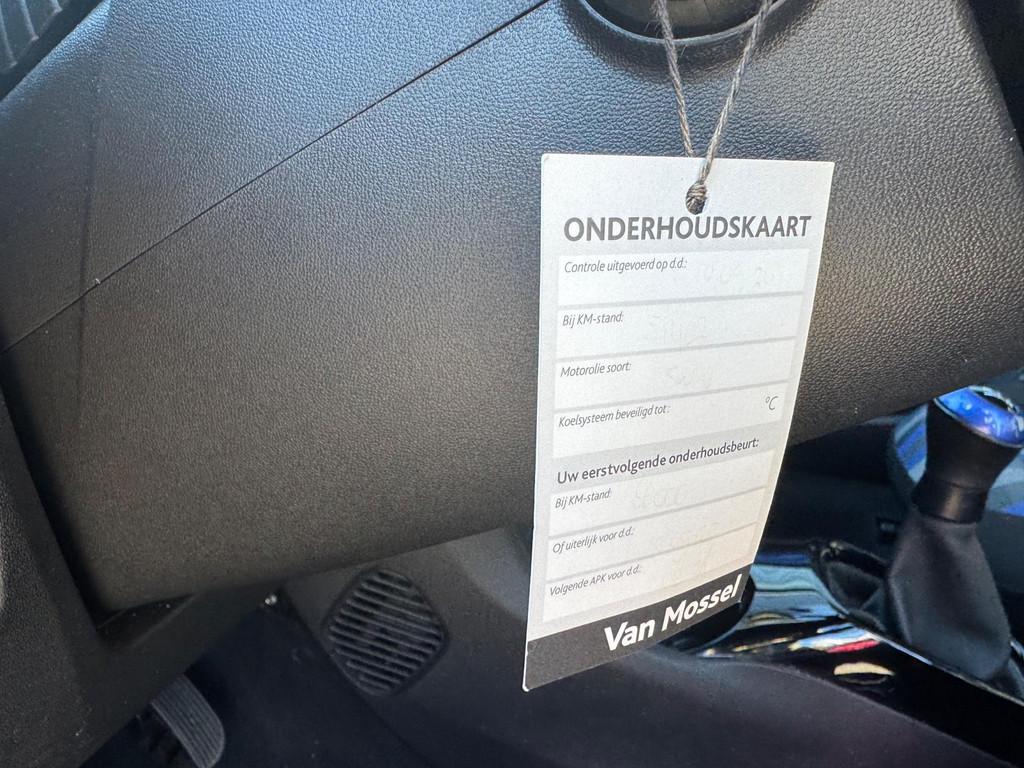 ONDERHOUDSKAART
Controle uitgevoerd op d.d.:
Bij KM-stand:
Motorolie soort:
Koelsysteem beveiligd tot: °C
Uw eerstvolgende onderhoudsbeurt:
Bij KM-stand:
Of uiterlijk voor d.d.:
Volgende APK voor d.d.:
Van Mossel